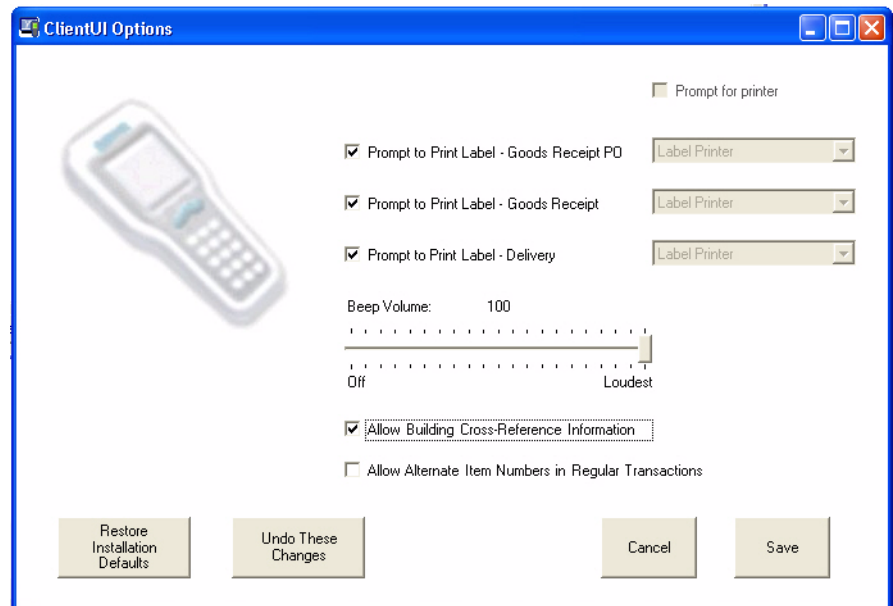 ClientUI Options
Prompt for printer
Prompt to Print Label - Goods Receipt PO
Label Printer
Prompt to Print Label - Goods Receipt
Label Printer
Prompt to Print Label - Delivery
Label Printer
Beep Volume: 100
Off Loudest
Allow Building Cross-Reference Information
Allow Alternate Item Numbers in Regular Transactions
Restore
Installation
Defaults
Undo These
Changes
Cancel
Save